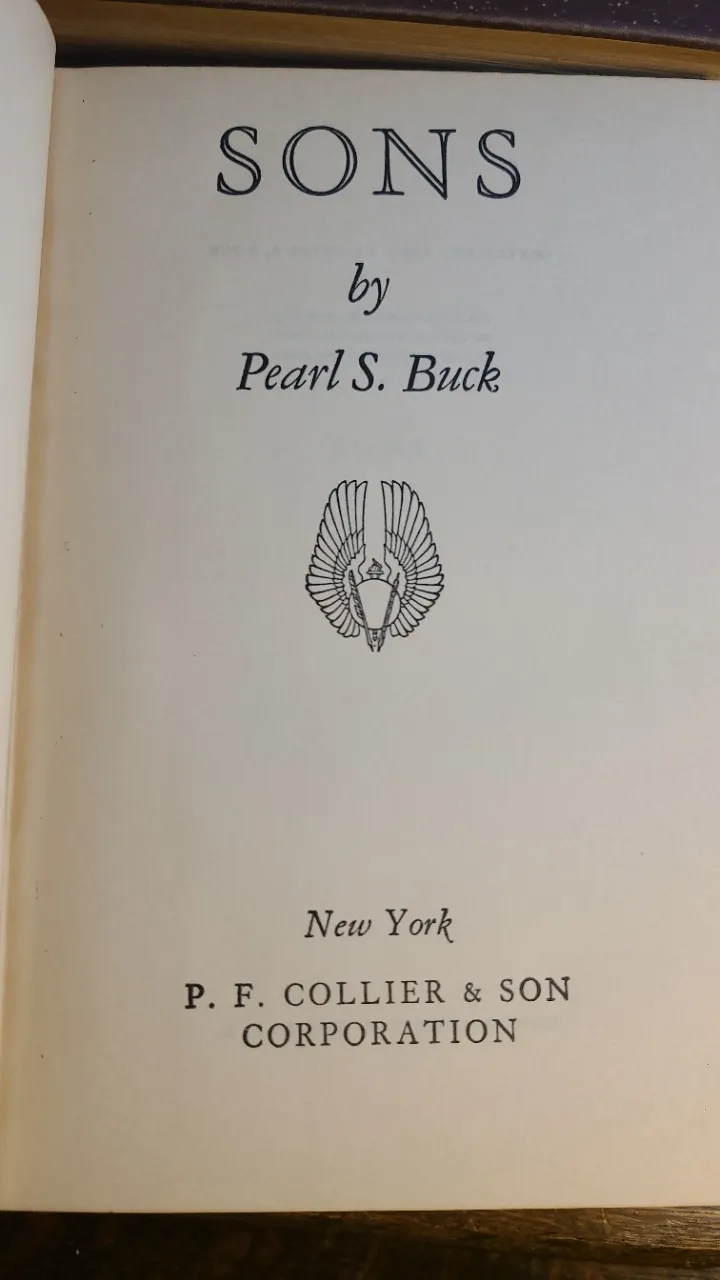 SONS
by
Pearl S. Buck
New York
P. F. COLLIER & SON
CORPORATION